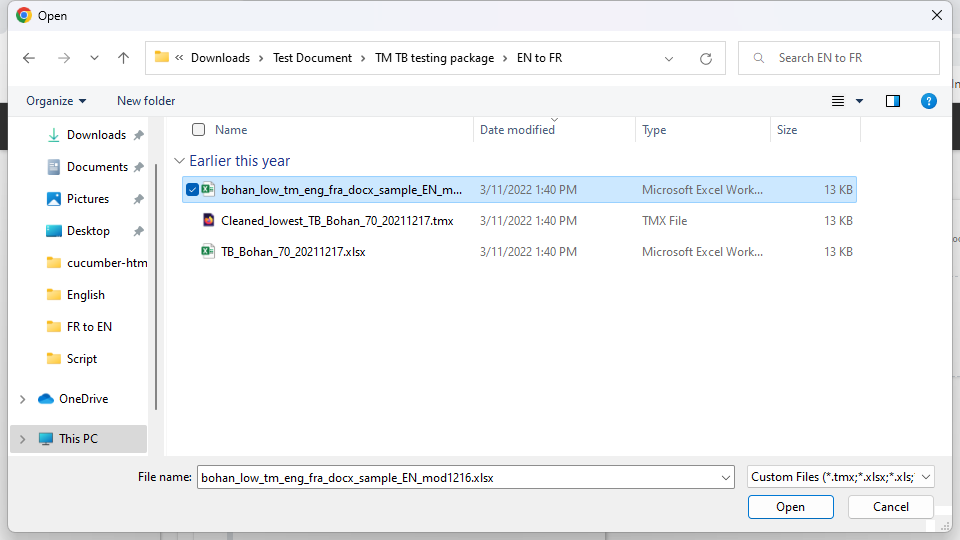 Open
« Downloads > Test Document > TM TB testing package > EN to FR
Search EN to FR
Organize
New folder
Name
Date modified
Type
Size
Downloads
Documents
Pictures
Desktop
cucumber-htm
English
FR to EN
Script
OneDrive
This PC
Earlier this year
bohan_low_tm_eng_fra_docx_sample_EN_m... 3/11/2022 1:40 PM Microsoft Excel Work... 13 KB
Cleaned_lowest_TB_Bohan_70_20211217.tmx 3/11/2022 1:40 PM TMX File 13 KB
TB_Bohan_70_20211217.xlsx 3/11/2022 1:40 PM Microsoft Excel Work... 13 KB
File name: bohan_low_tm_eng_fra_docx_sample_EN_mod1216.xlsx
Custom Files (*.tmx;*.xlsx;*.xls;
Open
Cancel